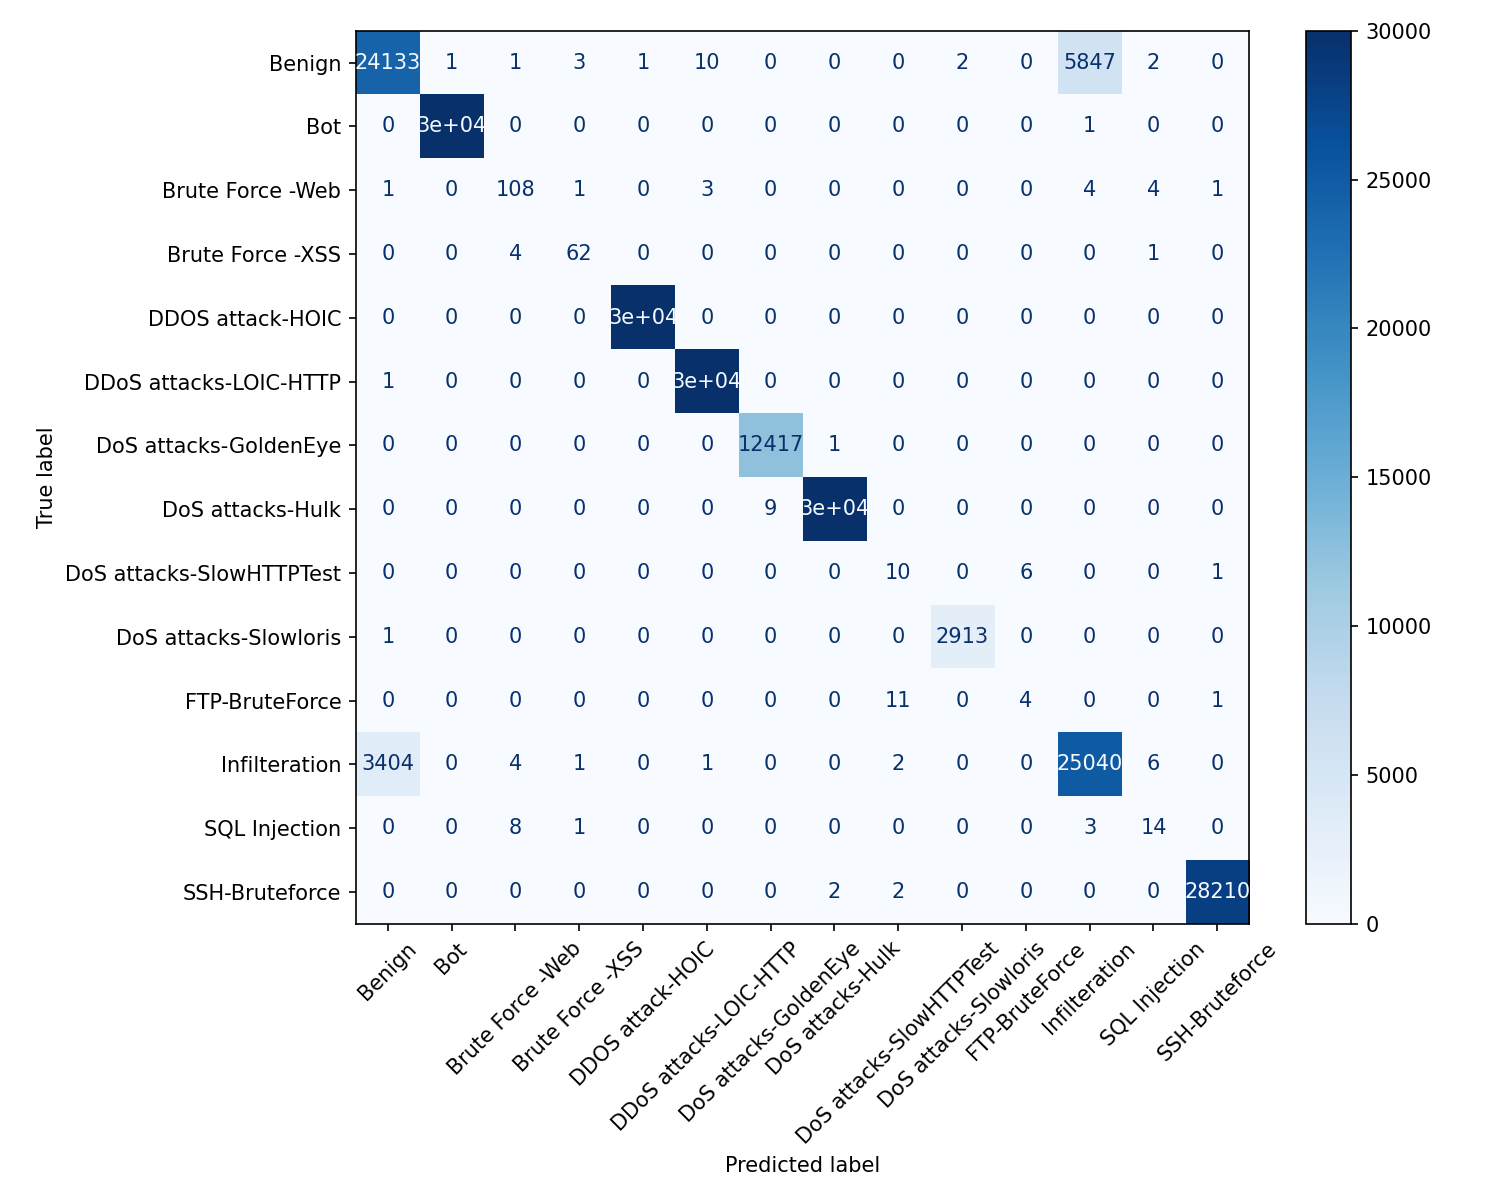 Benign 24133 1 1 3 1 10 0 0 0 2 0 5847 2 0
Bot 0 3e+04 0 0 0 0 0 0 0 0 0 1 0 0
Brute Force -Web 1 0 108 1 0 3 0 0 0 0 0 4 4 1
Brute Force -XSS 0 0 4 62 0 0 0 0 0 0 0 0 1 0
DDOS attack-HOIC 0 0 0 0 3e+04 0 0 0 0 0 0 0 0 0
DDoS attacks-LOIC-HTTP 1 0 0 0 0 3e+04 0 0 0 0 0 0 0 0
DoS attacks-GoldenEye 0 0 0 0 0 0 12417 1 0 0 0 0 0 0
DoS attacks-Hulk 0 0 0 0 0 0 9 3e+04 0 0 0 0 0 0
DoS attacks-SlowHTTPTest 0 0 0 0 0 0 0 0 10 0 6 0 0 1
DoS attacks-Slowloris 1 0 0 0 0 0 0 0 0 2913 0 0 0 0
FTP-BruteForce 0 0 0 0 0 0 0 0 11 0 4 0 0 1
Infilteration 3404 0 4 1 0 1 0 0 2 0 0 25040 6 0
SQL Injection 0 0 8 1 0 0 0 0 0 0 0 3 14 0
SSH-Bruteforce 0 0 0 0 0 0 0 2 2 0 0 0 0 28210
True label
Benign
Bot
Brute Force -Web
Brute Force -XSS
DDOS attack-HOIC
DDoS attacks-LOIC-HTTP
DoS attacks-GoldenEye
DoS attacks-Hulk
DoS attacks-SlowHTTPTest
DoS attacks-Slowloris
FTP-BruteForce
Infilteration
SQL Injection
SSH-Bruteforce
Predicted label
30000
25000
20000
15000
10000
5000
0